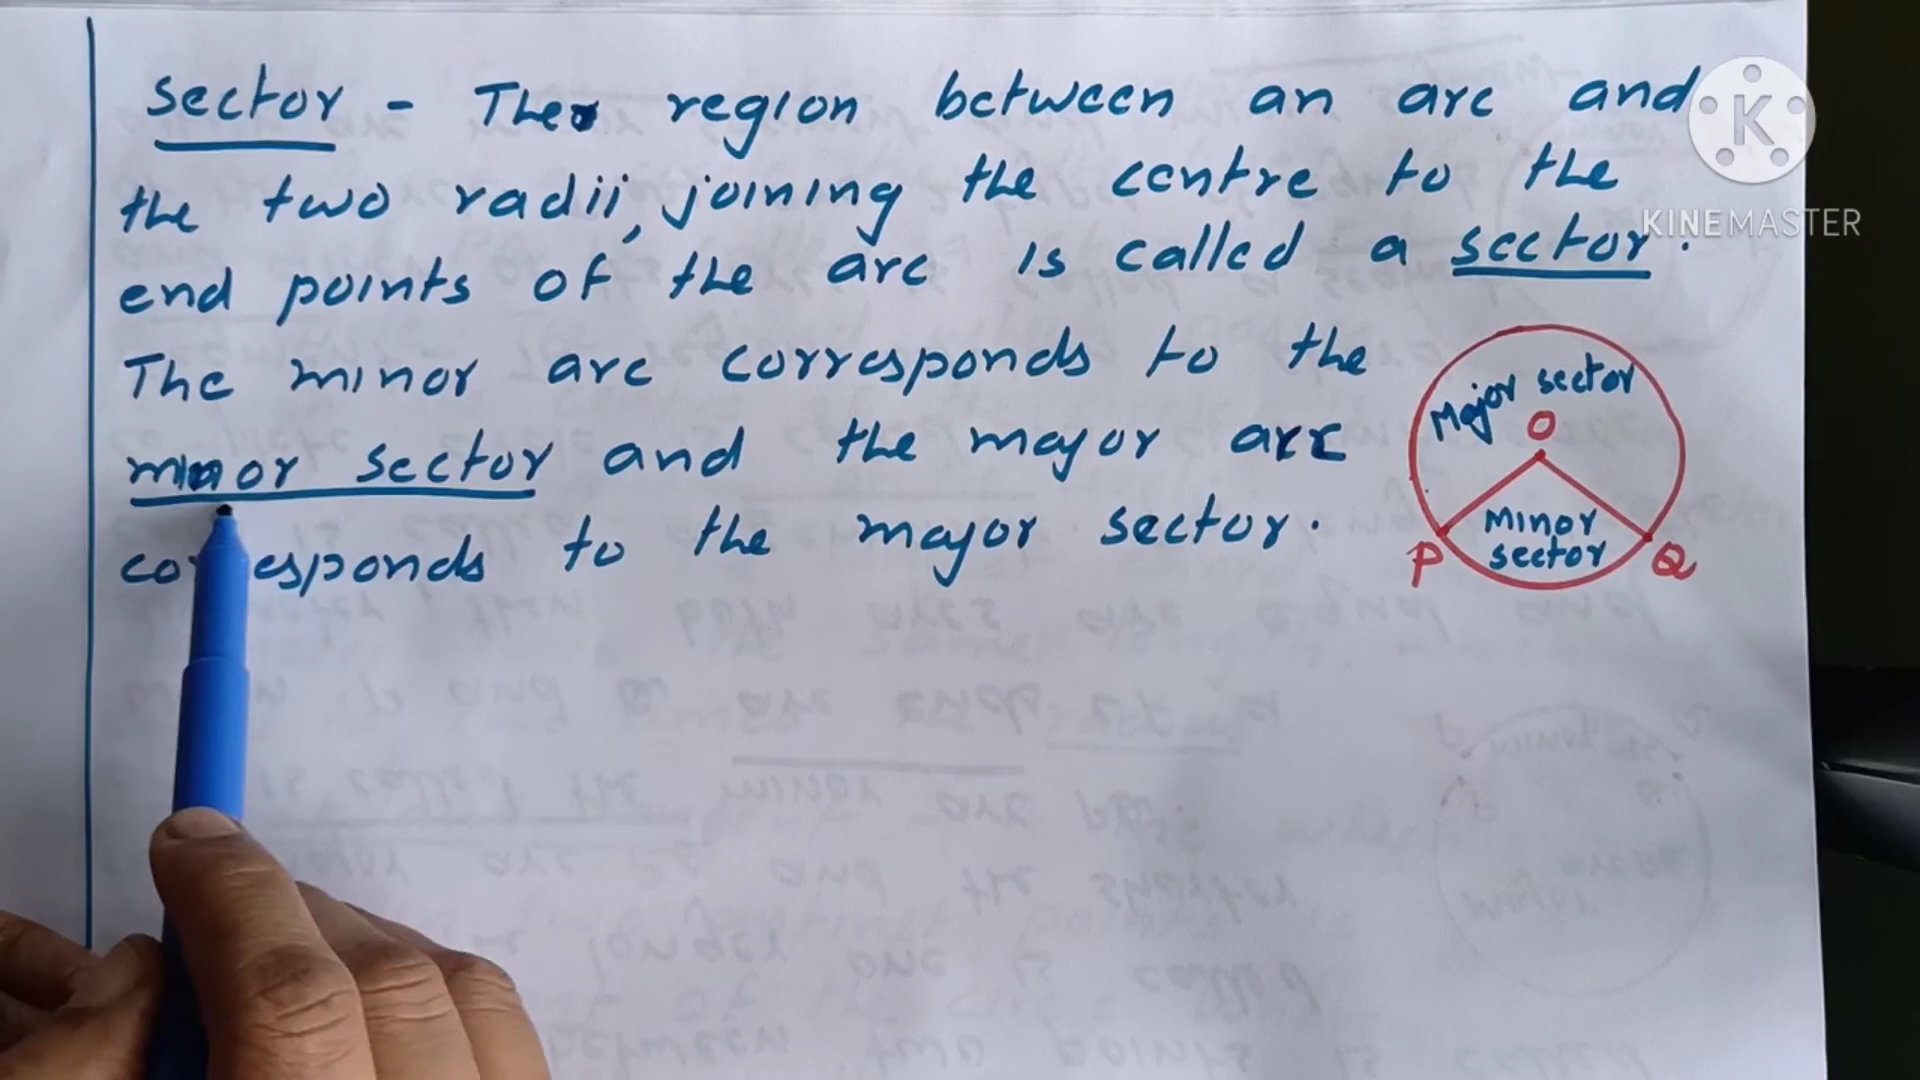 sector - The region between an arc and
the two radii, joining the centre to the
end points of the arc is called a sector.
The minor arc corresponds to the
minor sector and the major arc
corresponds to the major sector.
Major sector
O
Minor
sector
P
Q
K
KINEMASTER